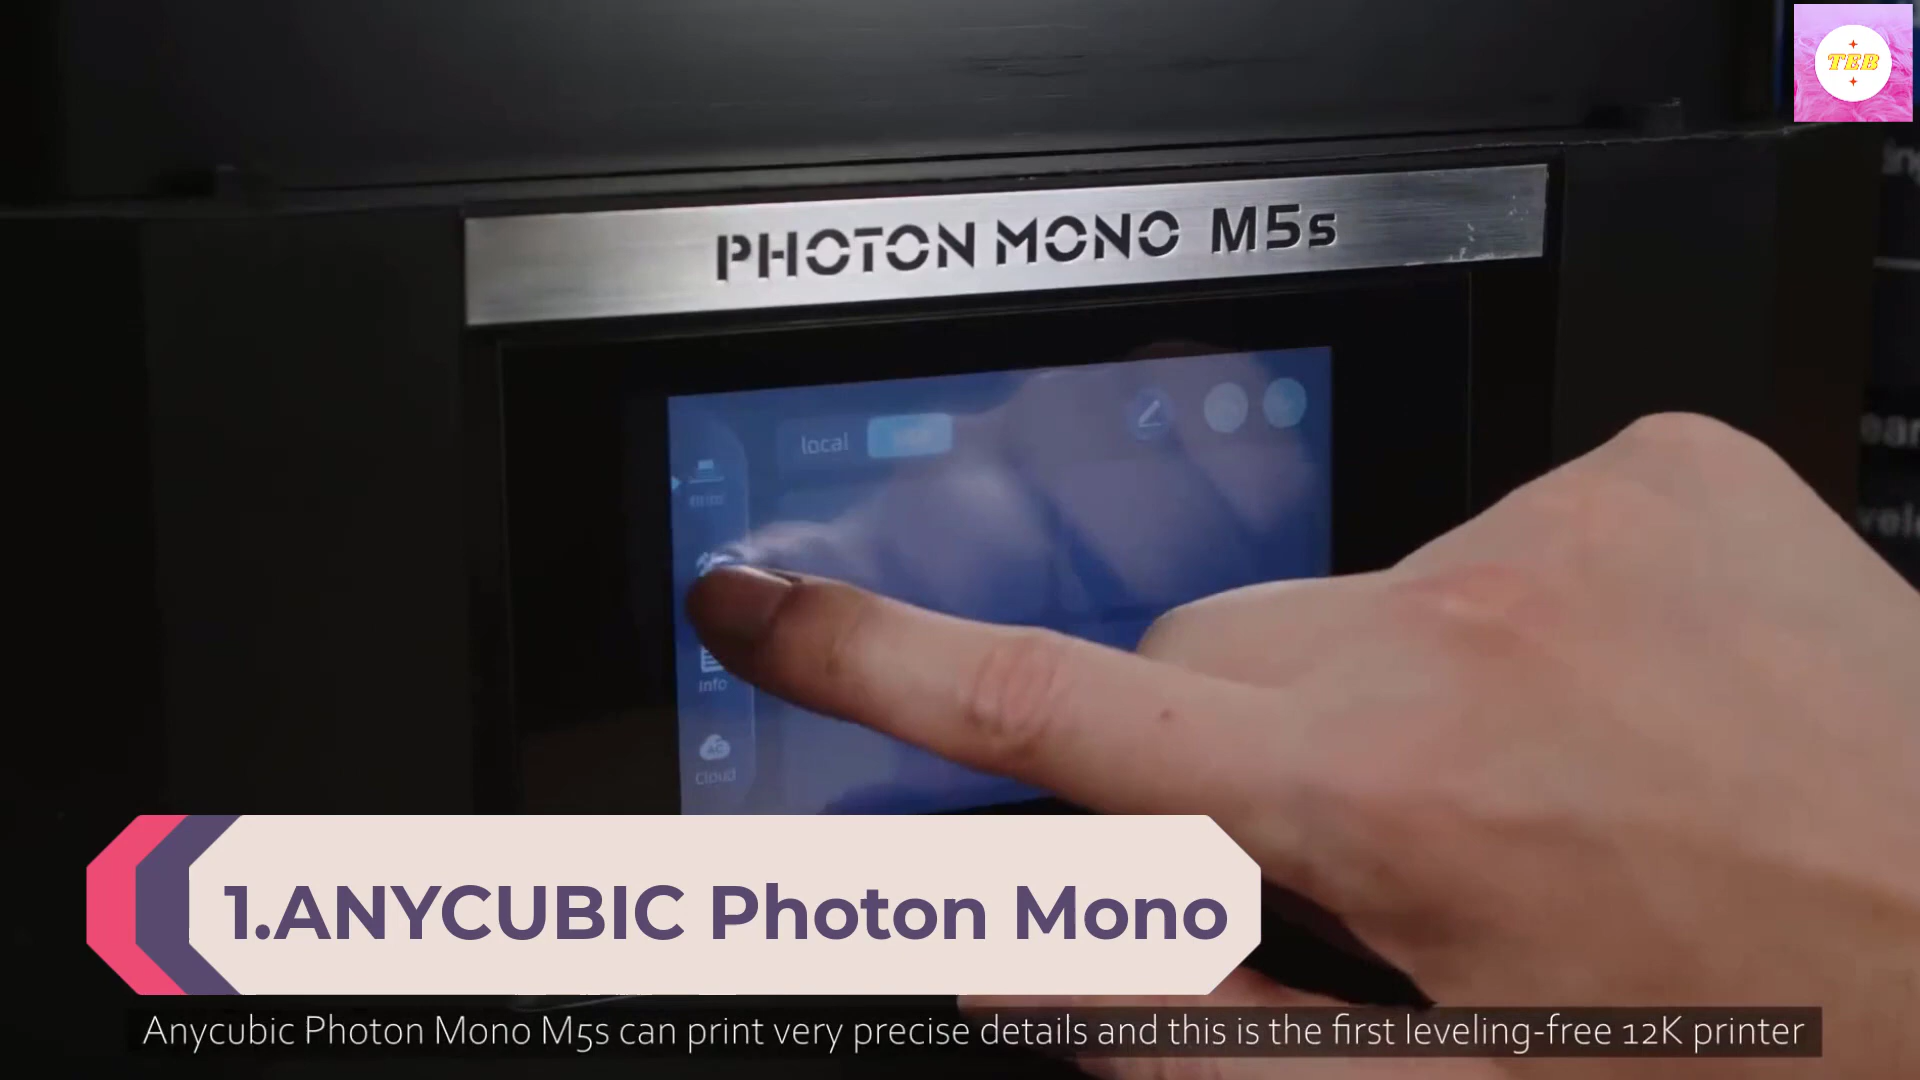 TEB
PHOTON MONO M5s
local
Info
AC
Cloud
1.ANYCUBIC Photon Mono
Anycubic Photon Mono M5s can print very precise details and this is the first leveling-free 12K printer